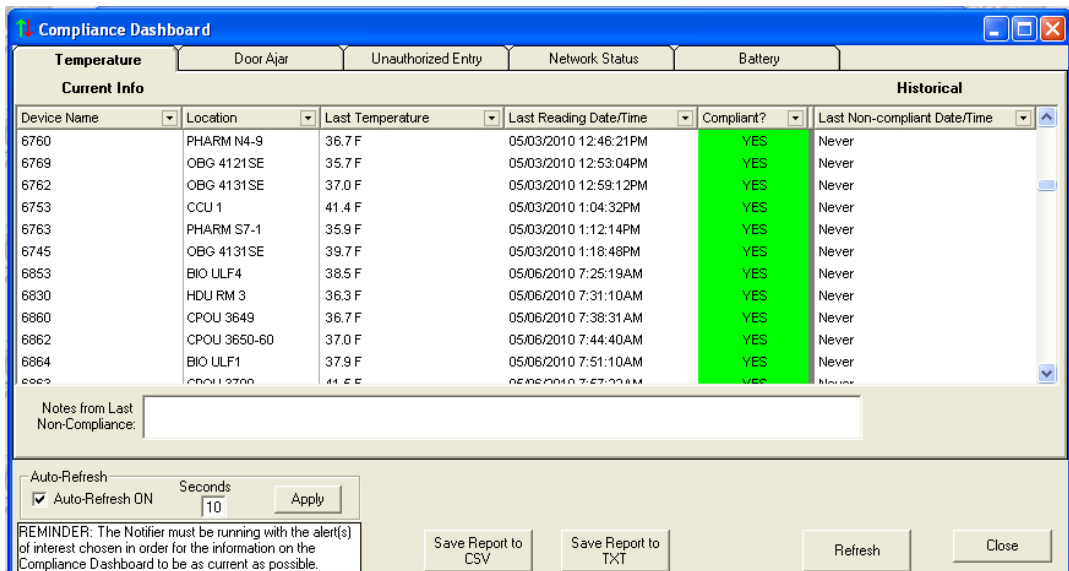 Compliance Dashboard
Temperature Door Ajar Unauthorized Entry Network Status Battery
Current Info Historical
Device Name Location Last Temperature Last Reading Date/Time Compliant? Last Non-compliant Date/Time
6760 PHARM N4-9 36.7 F 05/03/2010 12:46:21PM YES Never
6769 OBG 4121SE 35.7 F 05/03/2010 12:53:04PM YES Never
6762 OBG 4131SE 37.0 F 05/03/2010 12:59:12PM YES Never
6753 CCU 1 41.4 F 05/03/2010 1:04:32PM YES Never
6763 PHARM S7-1 35.9 F 05/03/2010 1:12:14PM YES Never
6745 OBG 4131SE 39.7 F 05/03/2010 1:18:48PM YES Never
6853 BIO ULF4 38.5 F 05/06/2010 7:25:19AM YES Never
6830 HDU RM 3 36.3 F 05/06/2010 7:31:10AM YES Never
6860 CPOU 3649 36.7 F 05/06/2010 7:38:31AM YES Never
6862 CPOU 3650-60 37.0 F 05/06/2010 7:44:40AM YES Never
6864 BIO ULF1 37.9 F 05/06/2010 7:51:10AM YES Never
YES Never
Notes from Last
Non-Compliance:
Auto-Refresh
Auto-Refresh ON Seconds 10 Apply
REMINDER: The Notifier must be running with the alert(s)
of interest chosen in order for the information on the
Compliance Dashboard to be as current as possible.
Save Report to
CSV
Save Report to
TXT
Refresh
Close